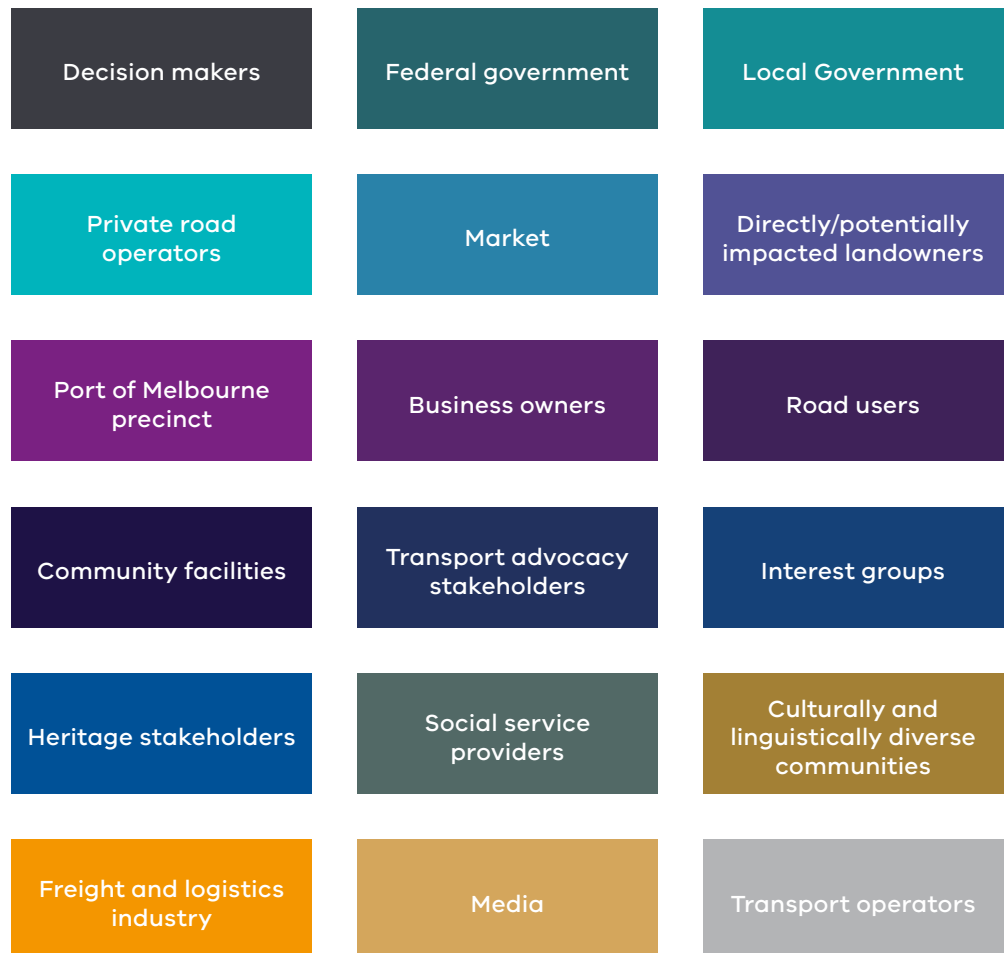 Decision makers
Federal government
Local Government
Private road
operators
Market
Directly/potentially
impacted landowners
Port of Melbourne
precinct
Business owners
Road users
Community facilities
Transport advocacy
stakeholders
Interest groups
Heritage stakeholders
Social service
providers
Culturally and
linguistically diverse
communities
Freight and logistics
industry
Media
Transport operators